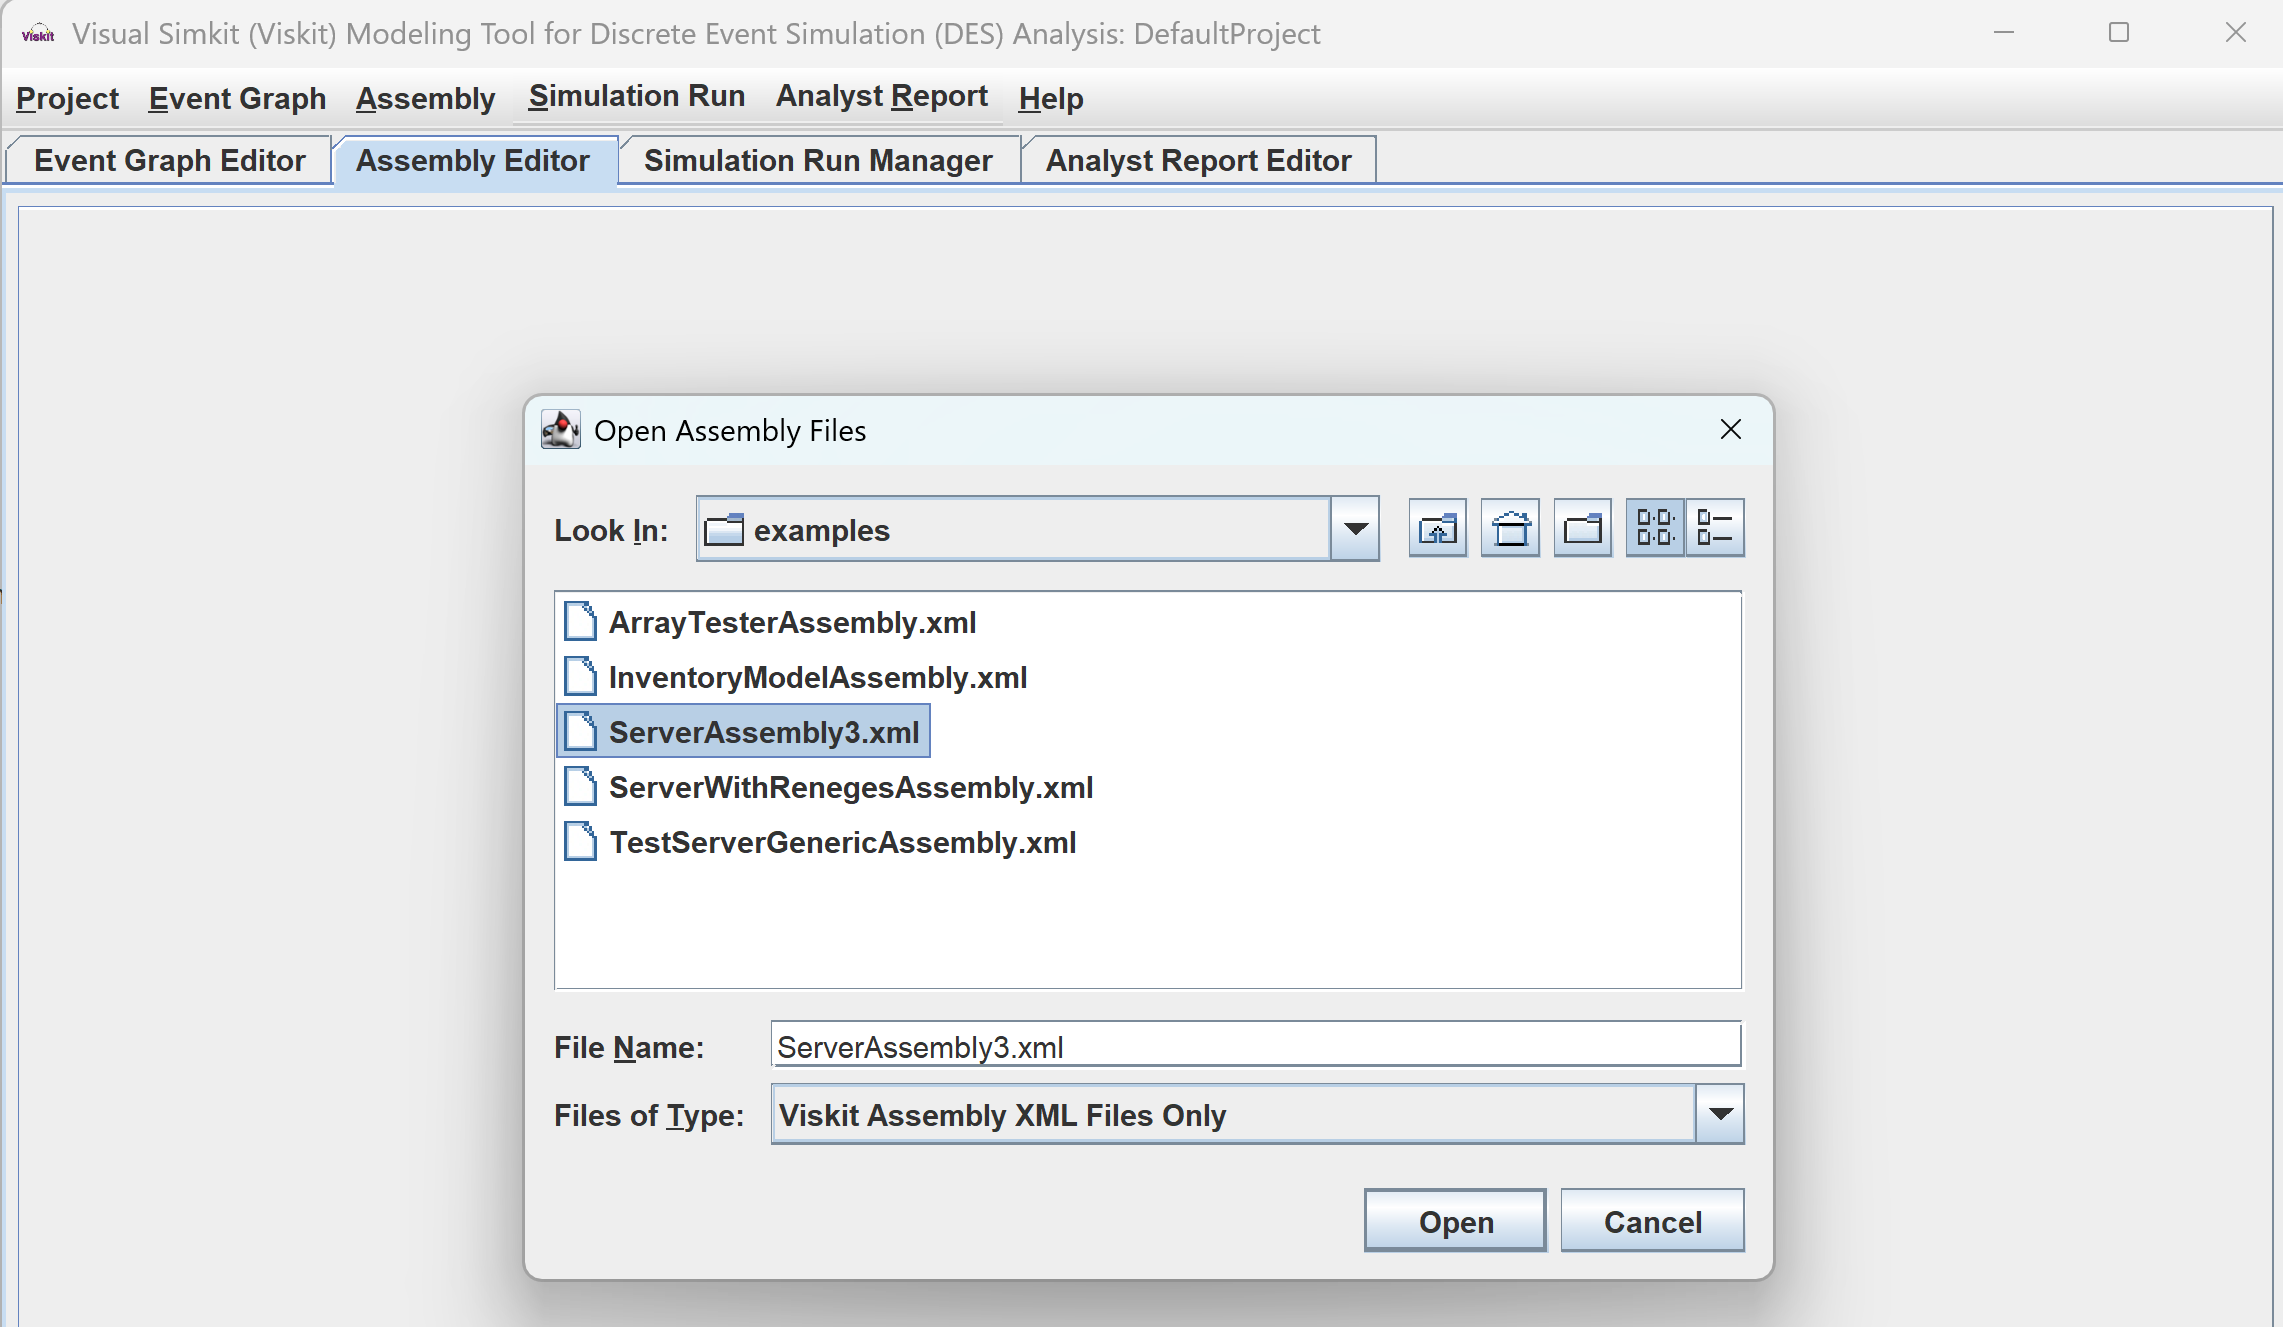 Viskit Visual Simkit (Viskit) Modeling Tool for Discrete Event Simulation (DES) Analysis: DefaultProject
Project Event Graph Assembly Simulation Run Analyst Report Help
Event Graph Editor Assembly Editor Simulation Run Manager Analyst Report Editor
Open Assembly Files
Look In: examples
ArrayTesterAssembly.xml
InventoryModelAssembly.xml
ServerAssembly3.xml
ServerWithRenegesAssembly.xml
TestServerGenericAssembly.xml
File Name: ServerAssembly3.xml
Files of Type: Viskit Assembly XML Files Only
Open Cancel